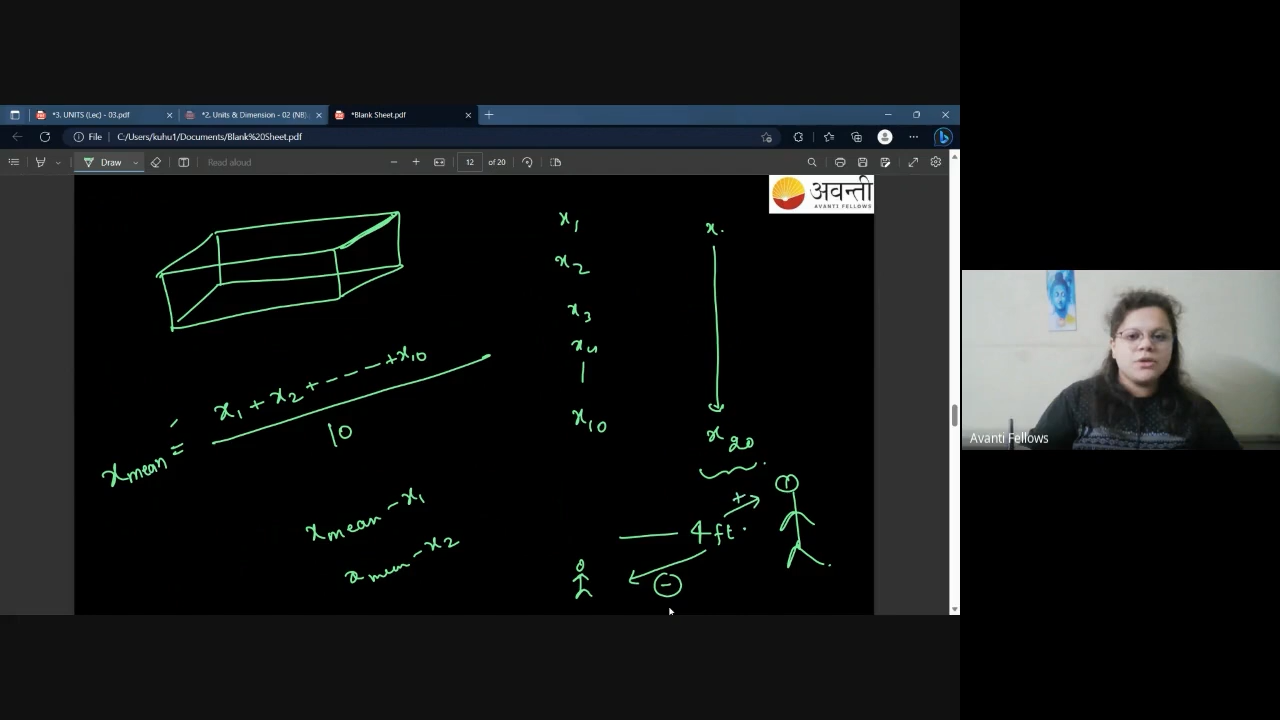 *3. UNITS (Lec) - 03.pdf
*2. Units & Dimension - 02 (NB).
*Blank Sheet.pdf
File
C:/Users/kuhu1/Documents/Blank%20Sheet.pdf
Draw
Read aloud
12 of 20
अवन्ती
AVANTI FELLOWS
x1
x.
x2
x3
x4
x10
x20
xmean = x1 + x2 + ---- + x10
10
xmean - x1
xmean - x2
4 ft.
+
-
Avanti Fellows